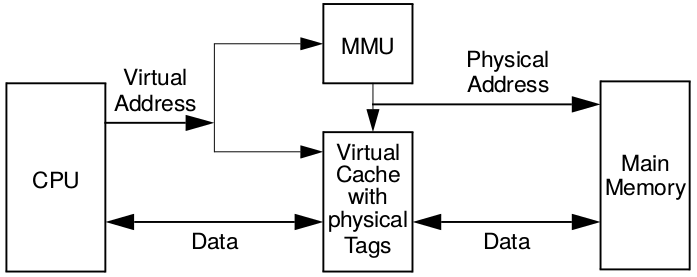 MMU
Virtual
Address
Physical
Address
CPU
Virtual
Cache
with
physical
Tags
Main
Memory
Data
Data